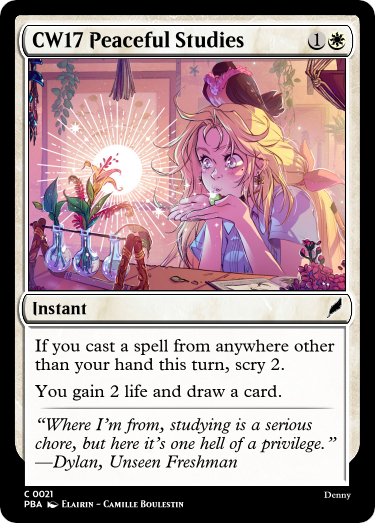 CW17 Peaceful Studies 1
Instant
If you cast a spell from anywhere other
than your hand this turn, scry 2.
You gain 2 life and draw a card.
“Where I’m from, studying is a serious
chore, but here it’s one hell of a privilege.”
—Dylan, Unseen Freshman
C 0021
Denny
PBA Elairin – Camille Boulestin